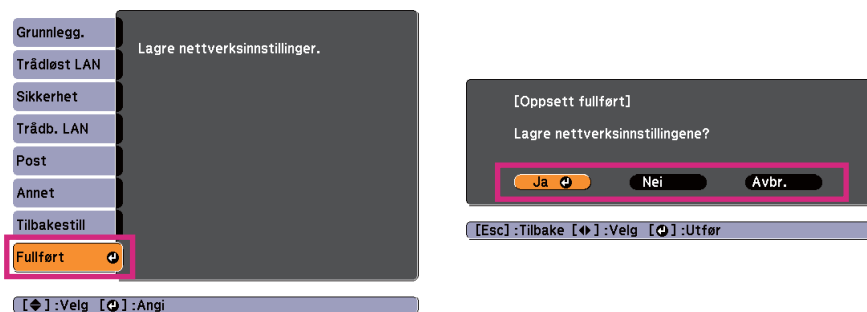 Grunnlegg.
Trådløst LAN
Sikkerhet
Trådb. LAN
Post
Annet
Tilbakestill
Fullført
Lagre nettverksinnstillinger.
[ ] :Velg [ ] :Angi
[Oppsett fullført]
Lagre nettverksinnstillingene?
Ja Nei Avbr.
[Esc] :Tilbake [ ] :Velg [ ] :Utfør